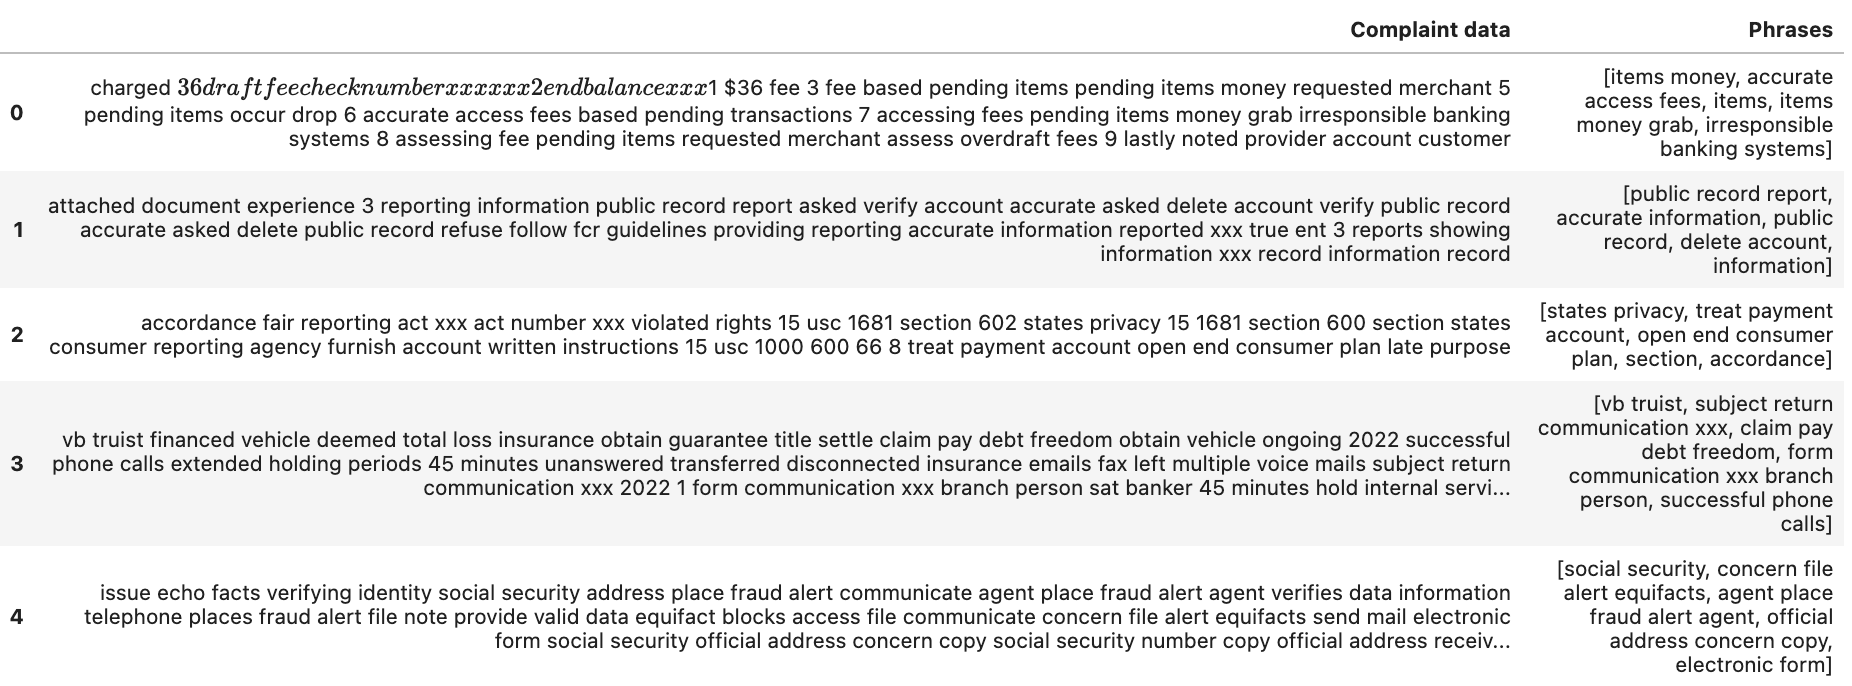 Complaint data Phrases
0 charged 36draftfeechecknumberxxxxxx2endbalancexxx1 $36 fee 3 fee based pending items pending items money requested merchant 5
pending items occur drop 6 accurate access fees based pending transactions 7 accessing fees pending items money grab irresponsible banking
systems 8 assessing fee pending items requested merchant assess overdraft fees 9 lastly noted provider account customer
[items money, accurate
access fees, items, items
money grab, irresponsible
banking systems]
1 attached document experience 3 reporting information public record report asked verify account accurate asked delete account verify public record
accurate asked delete public record refuse follow fcr guidelines providing reporting accurate information reported xxx true ent 3 reports showing
information xxx record information record
[public record report,
accurate information, public
record, delete account,
information]
2 accordance fair reporting act xxx act number xxx violated rights 15 usc 1681 section 602 states privacy 15 1681 section 600 section states
consumer reporting agency furnish account written instructions 15 usc 1000 600 66 8 treat payment account open end consumer plan late purpose
[states privacy, treat payment
account, open end consumer
plan, section, accordance]
3 vb truist financed vehicle deemed total loss insurance obtain guarantee title settle claim pay debt freedom obtain vehicle ongoing 2022 successful
phone calls extended holding periods 45 minutes unanswered transferred disconnected insurance emails fax left multiple voice mails subject return
communication xxx 2022 1 form communication xxx branch person sat banker 45 minutes hold internal servi...
[vb truist, subject return
communication xxx, claim pay
debt freedom, form
communication xxx branch
person, successful phone
calls]
4 issue echo facts verifying identity social security address place fraud alert communicate agent place fraud alert agent verifies data information
telephone places fraud alert file note provide valid data equifact blocks access file communicate concern file alert equifacts send mail electronic
form social security official address concern copy social security number copy official address receiv...
[social security, concern file
alert equifacts, agent place
fraud alert agent, official
address concern copy,
electronic form]